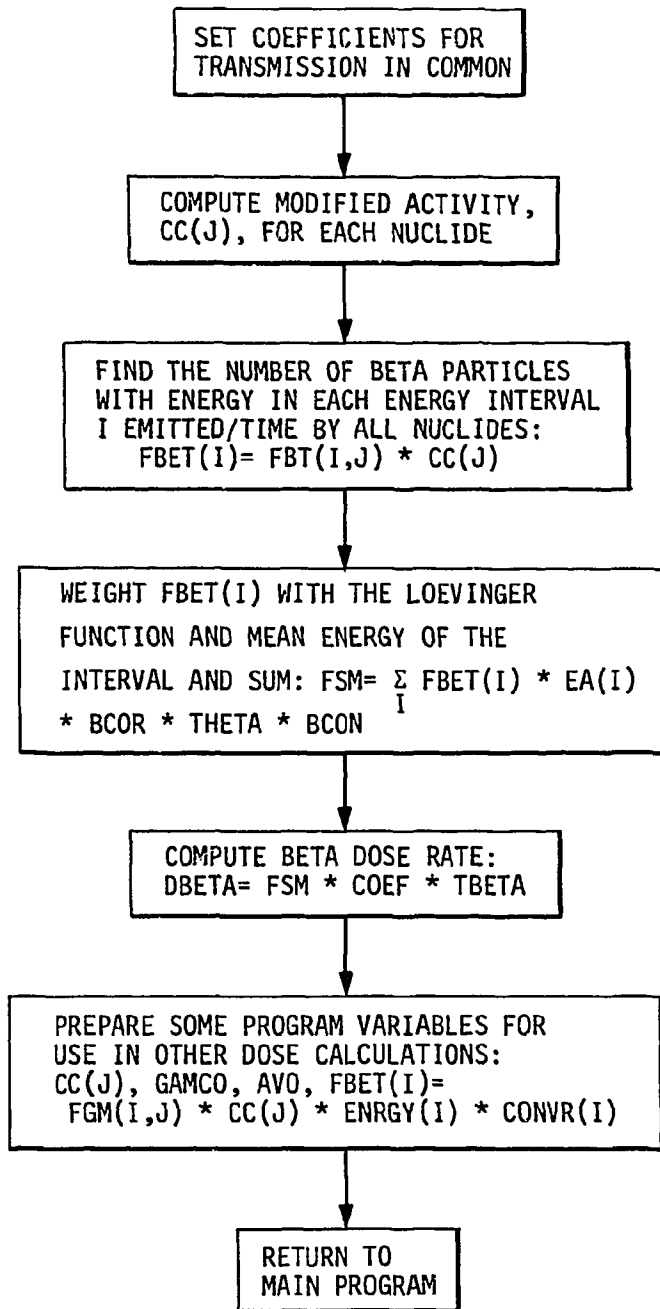 SET COEFFICIENTS FOR
TRANSMISSION IN COMMON
COMPUTE MODIFIED ACTIVITY,
CC(J), FOR EACH NUCLIDE
FIND THE NUMBER OF BETA PARTICLES
WITH ENERGY IN EACH ENERGY INTERVAL
I EMITTED/TIME BY ALL NUCLIDES:
FBET(I)= FBT(I,J) * CC(J)
WEIGHT FBET(I) WITH THE LOEVINGER
FUNCTION AND MEAN ENERGY OF THE
INTERVAL AND SUM: FSM= Σ FBET(I) * EA(I)
I
* BCOR * THETA * BCON
COMPUTE BETA DOSE RATE:
DBETA= FSM * COEF * TBETA
PREPARE SOME PROGRAM VARIABLES FOR
USE IN OTHER DOSE CALCULATIONS:
CC(J), GAMCO, AVO, FBET(I)=
FGM(I,J) * CC(J) * ENRGY(I) * CONVR(I)
RETURN TO
MAIN PROGRAM